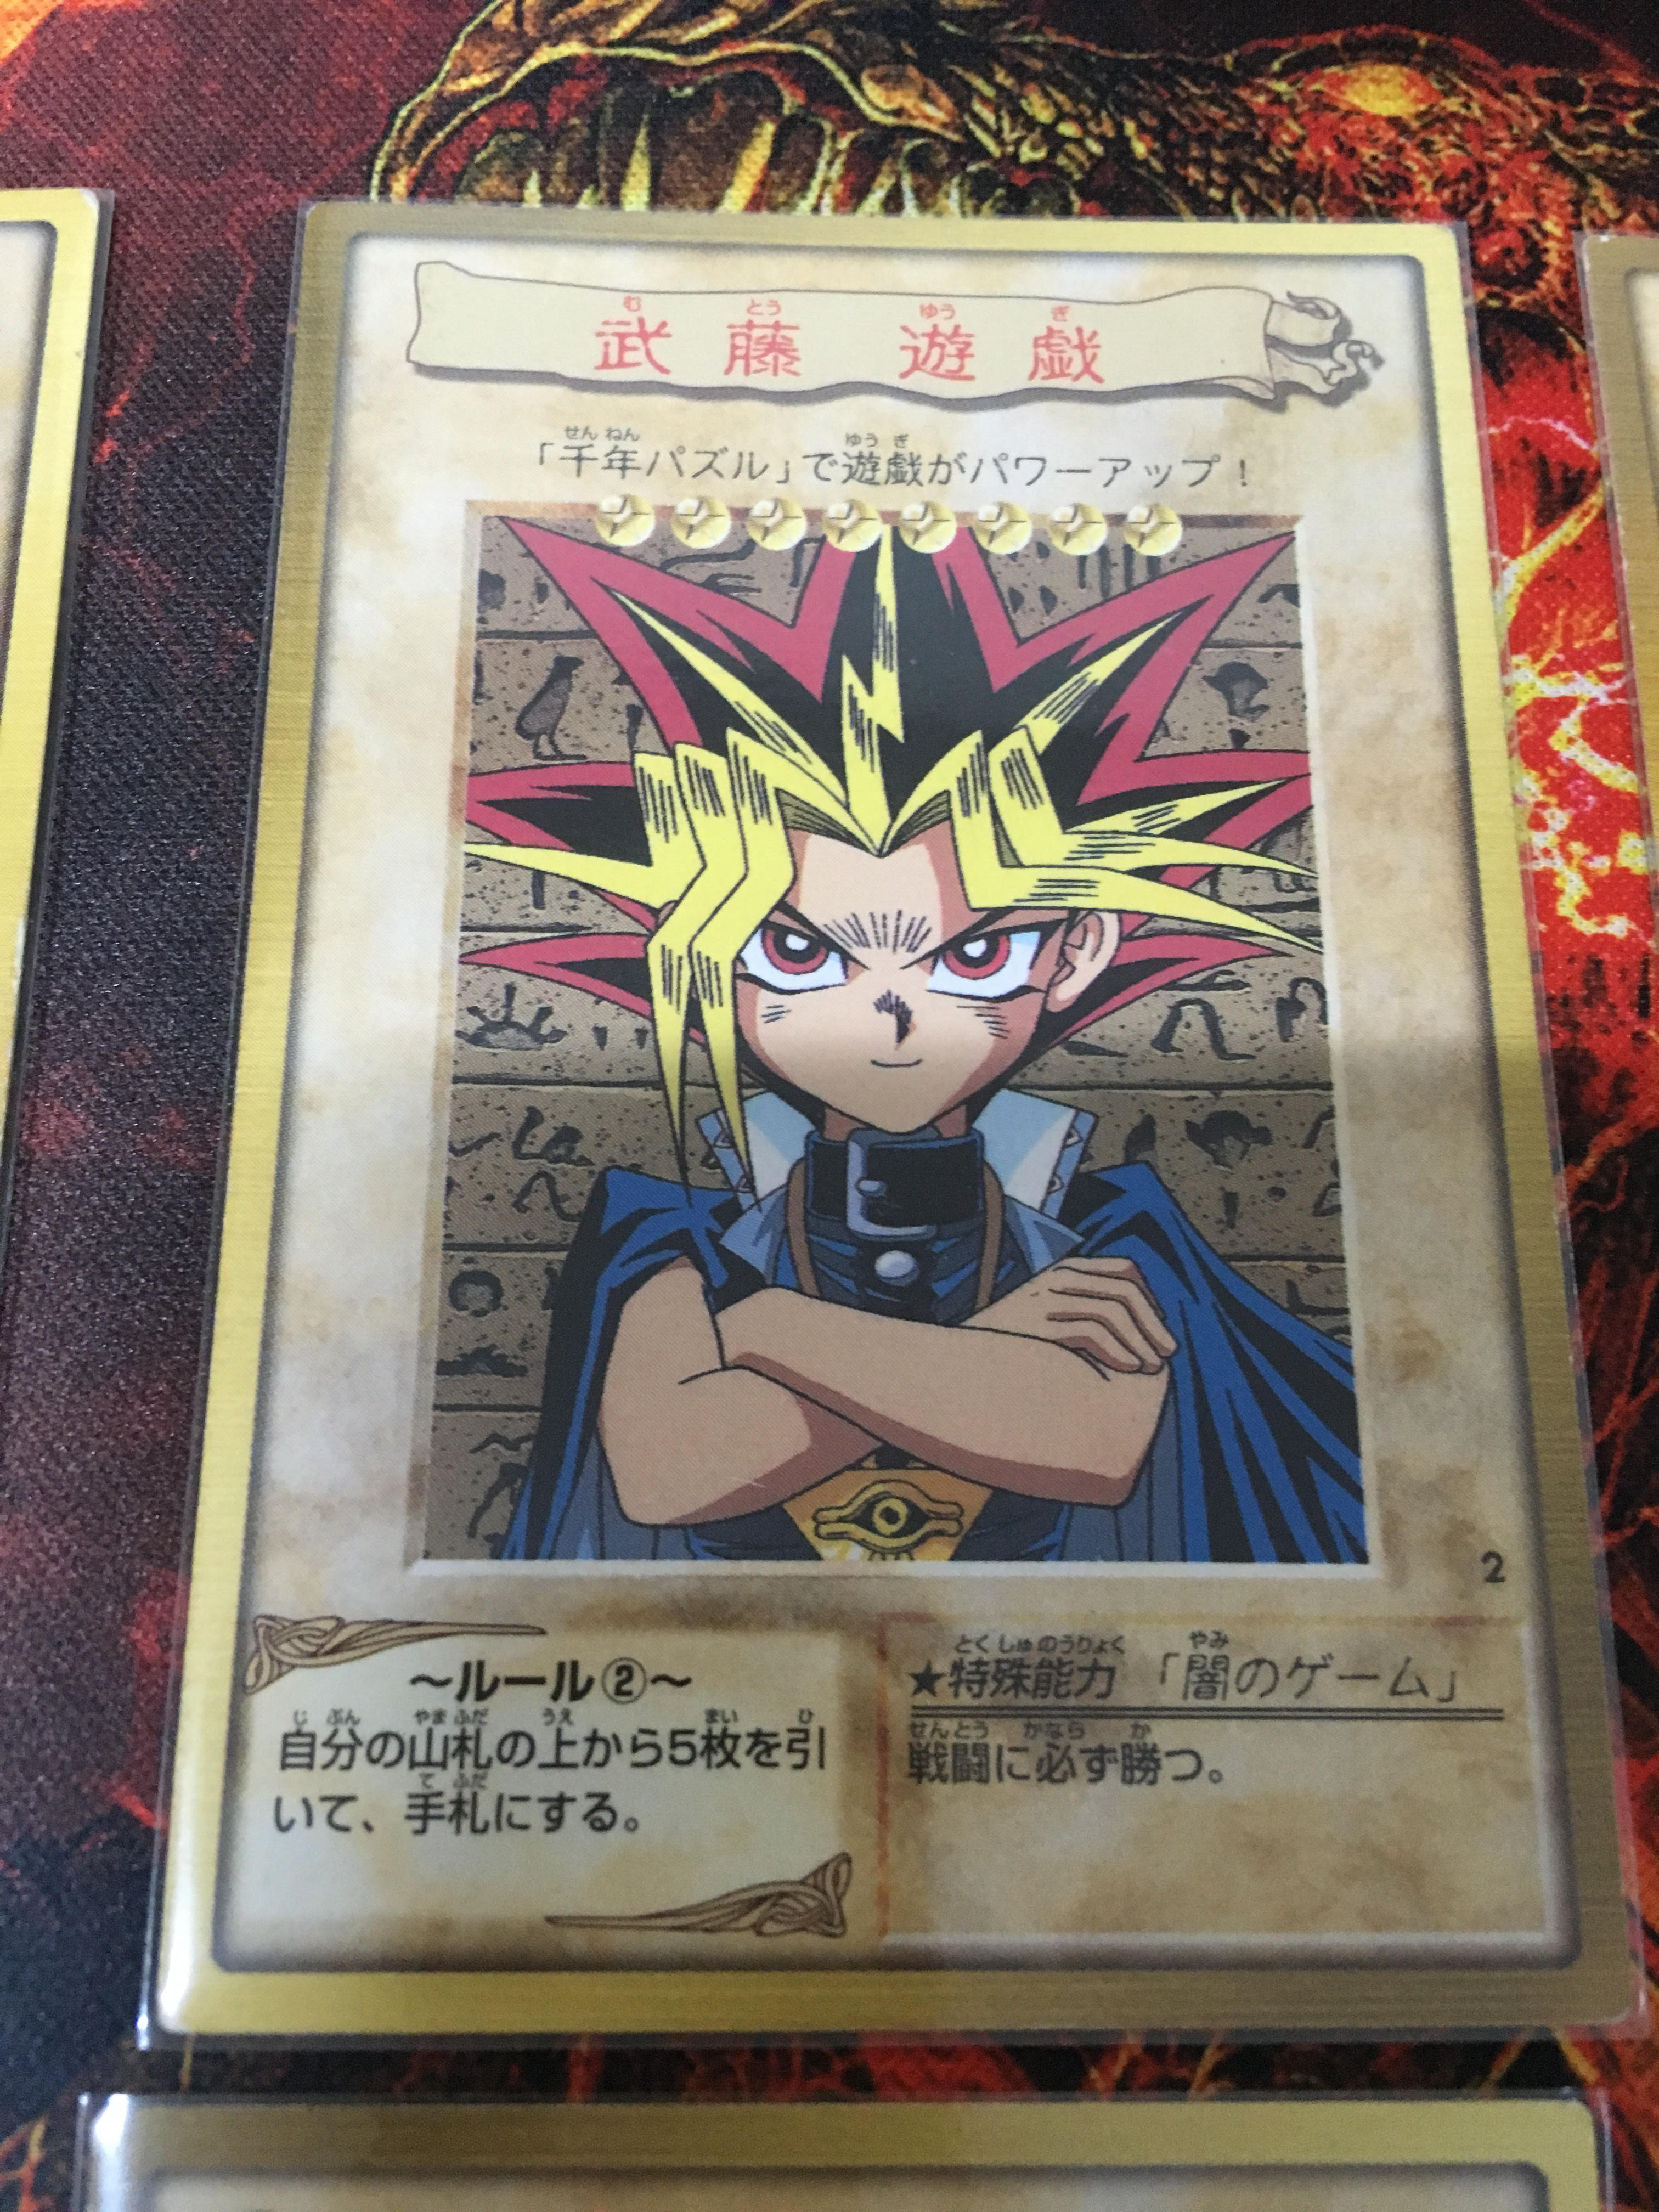 武藤 遊戯
「千年パズル」で遊戯がパワーアップ！
2
～ルール②～
自分の山札の上から5枚を引
いて、手札にする。
★特殊能力 「闇のゲーム」
戦闘に必ず勝つ。